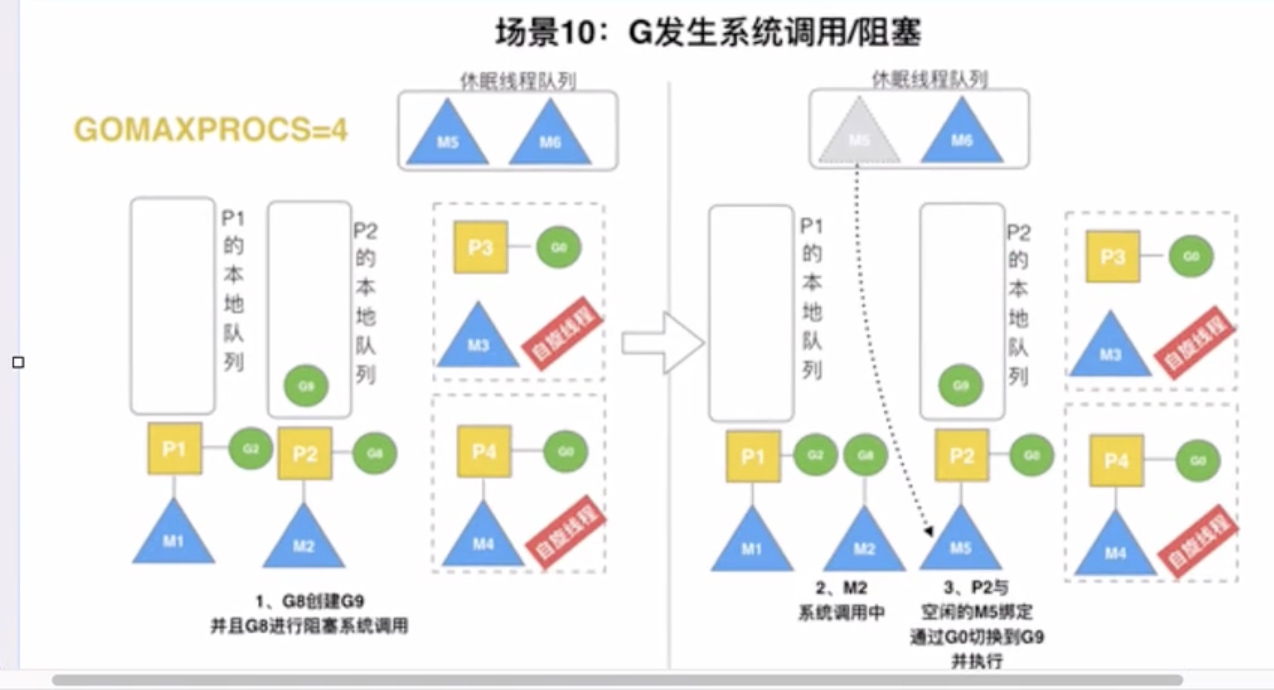 场景10：G发生系统调用/阻塞
GOMAXPROCS=4
休眠线程队列
M5
M6
P1的本地队列
P2的本地队列
G9
P3
G0
M3
自旋线程
P1
G2
P2
G8
P4
G0
M1
M2
M4
自旋线程
1、G8创建G9
并且G8进行阻塞系统调用
休眠线程队列
M6
P1的本地队列
P2的本地队列
G9
P3
G0
M3
自旋线程
P1
G2
G8
P2
G0
P4
G0
M1
M2
M5
M4
自旋线程
2、M2
系统调用中
3、P2与
空闲的M5绑定
通过G0切换到G9
并执行